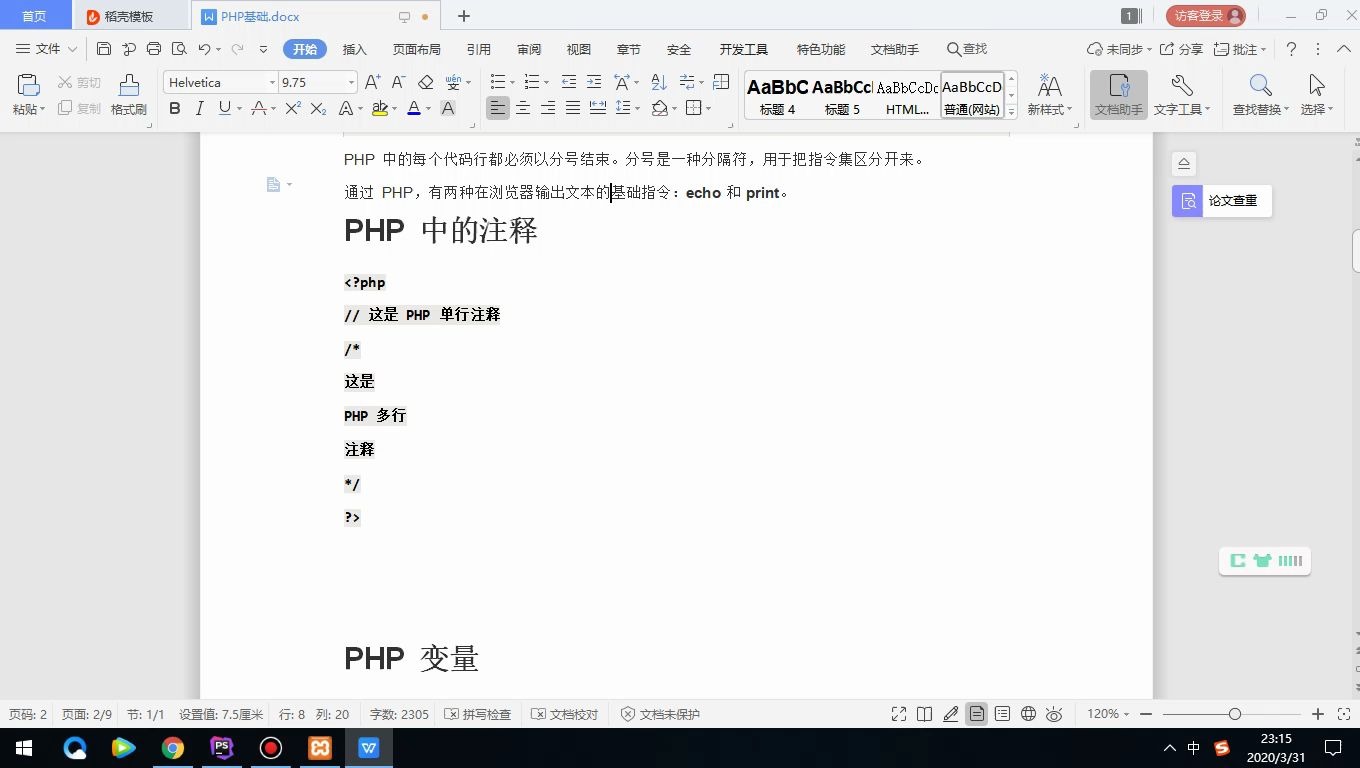 首页 稻壳模板 PHP基础.docx 1 访客登录
文件 开始 插入 页面布局 引用 审阅 视图 章节 安全 开发工具 特色功能 文档助手 查找 未同步 分享 批注
粘贴 剪切 复制 格式刷 Helvetica 9.75
AaBbC AaBbCc AaBbCcDc AaBbCcD
标题 4 标题 5 HTML... 普通(网站) 新样式 文档助手 文字工具 查找替换 选择
PHP 中的每个代码行都必须以分号结束。分号是一种分隔符，用于把指令集区分开来。
通过 PHP，有两种在浏览器输出文本的基础指令：echo 和 print。
论文查重
PHP 中的注释
<?php
// 这是 PHP 单行注释
/*
这是
PHP 多行
注释
*/
?>
PHP 变量
页码: 2 页面: 2/9 节: 1/1 设置值: 7.5厘米 行: 8 列: 20 字数: 2305 拼写检查 文档校对 文档未保护 120%
中 23:15
2020/3/31